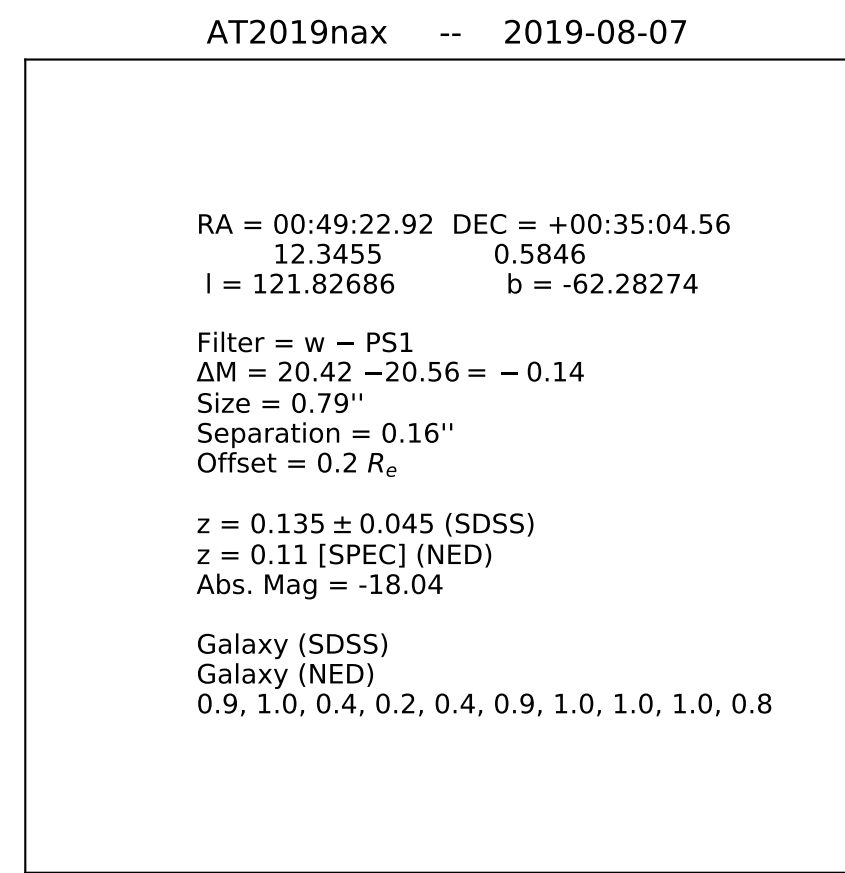 AT2019nax -- 2019-08-07
RA = 00:49:22.92 DEC = +00:35:04.56
12.3455 0.5846
l = 121.82686 b = -62.28274
Filter = w − PS1
ΔM = 20.42 −20.56 = − 0.14
Size = 0.79''
Separation = 0.16''
Offset = 0.2 Rₑ
z = 0.135 ± 0.045 (SDSS)
z = 0.11 [SPEC] (NED)
Abs. Mag = -18.04
Galaxy (SDSS)
Galaxy (NED)
0.9, 1.0, 0.4, 0.2, 0.4, 0.9, 1.0, 1.0, 1.0, 0.8